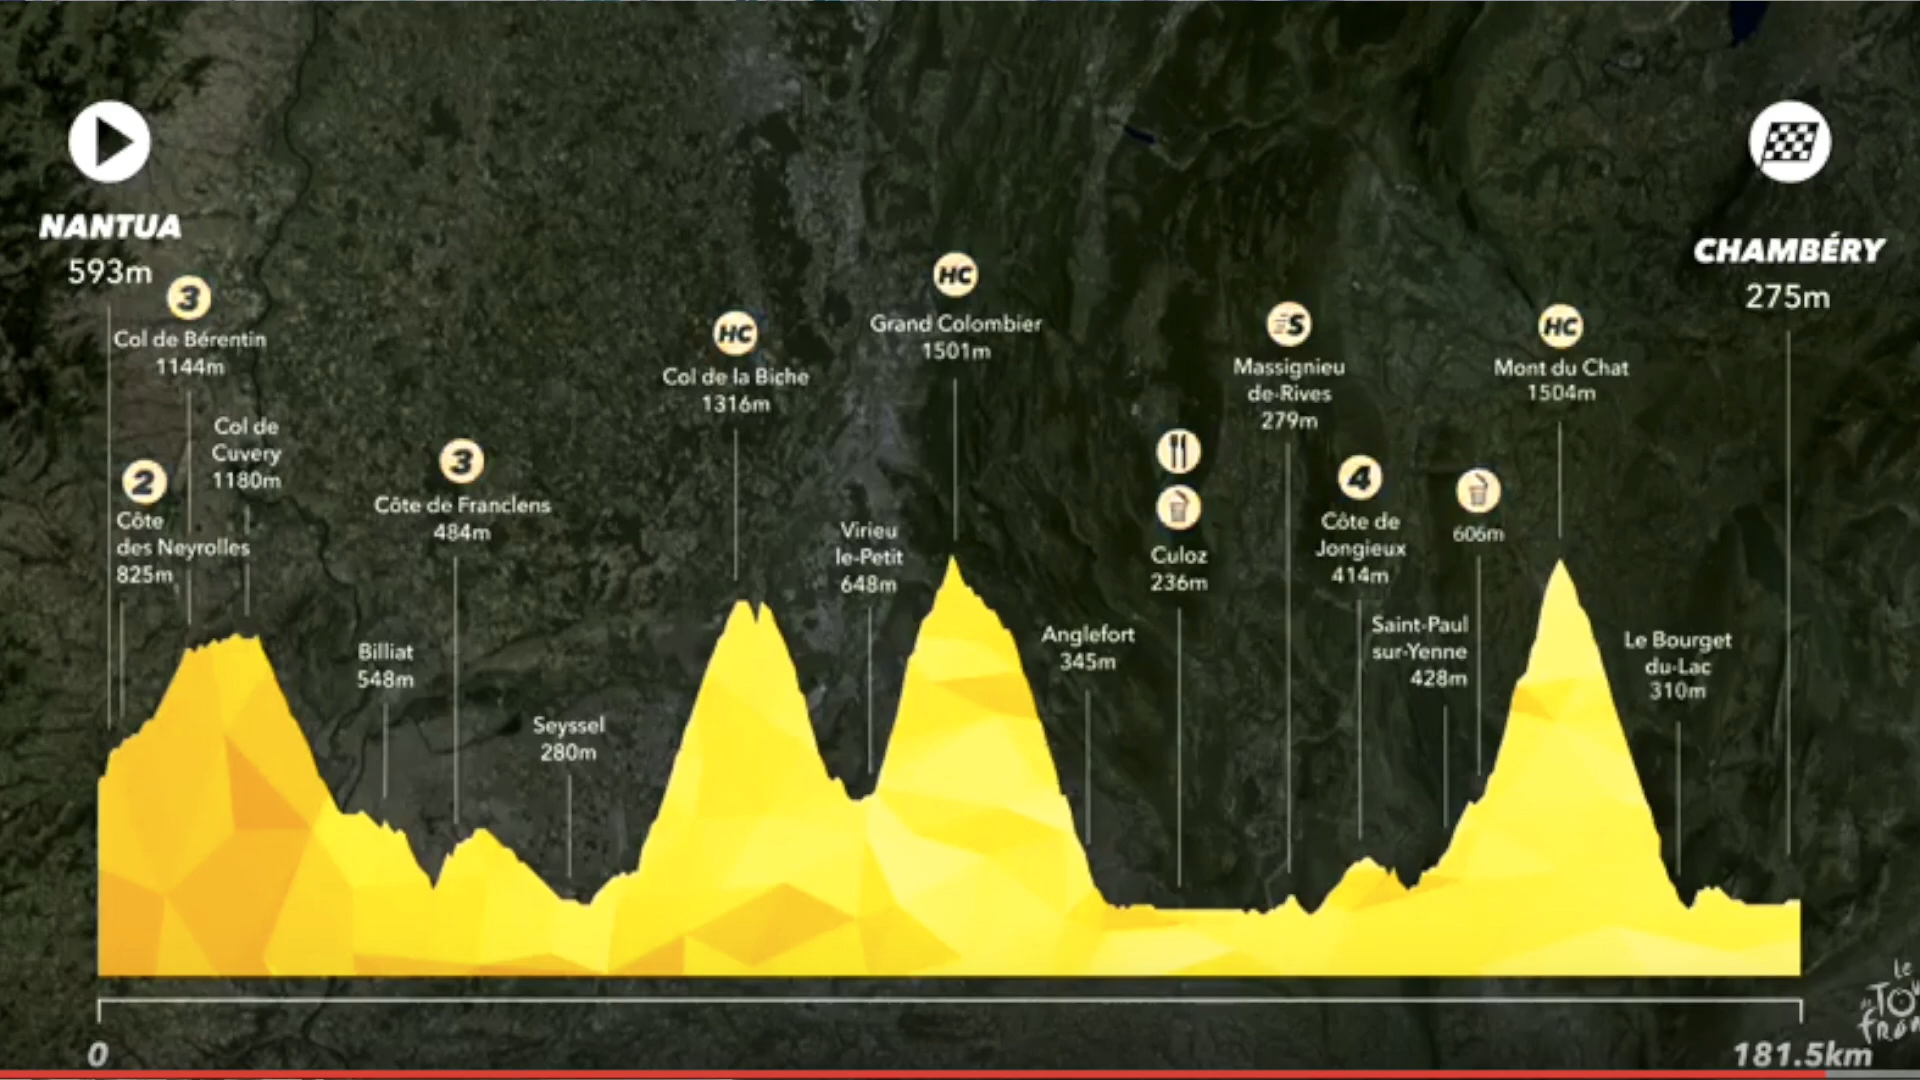 NANTUA
593m
3
Col de Bérentin
1144m
Col de
Cuvery
1180m
2
Côte
des Neyrolles
825m
Billiat
548m
3
Côte de Franclens
484m
Seyssel
280m
HC
Col de la Biche
1316m
Virieu
le-Petit
648m
HC
Grand Colombier
1501m
Anglefort
345m
Culoz
236m
S
Massignieu
de-Rives
279m
4
Côte de
Jongieux
414m
Saint-Paul
sur-Yenne
428m
606m
HC
Mont du Chat
1504m
Le Bourget
du-Lac
310m
CHAMBÉRY
275m
0
181.5km
le